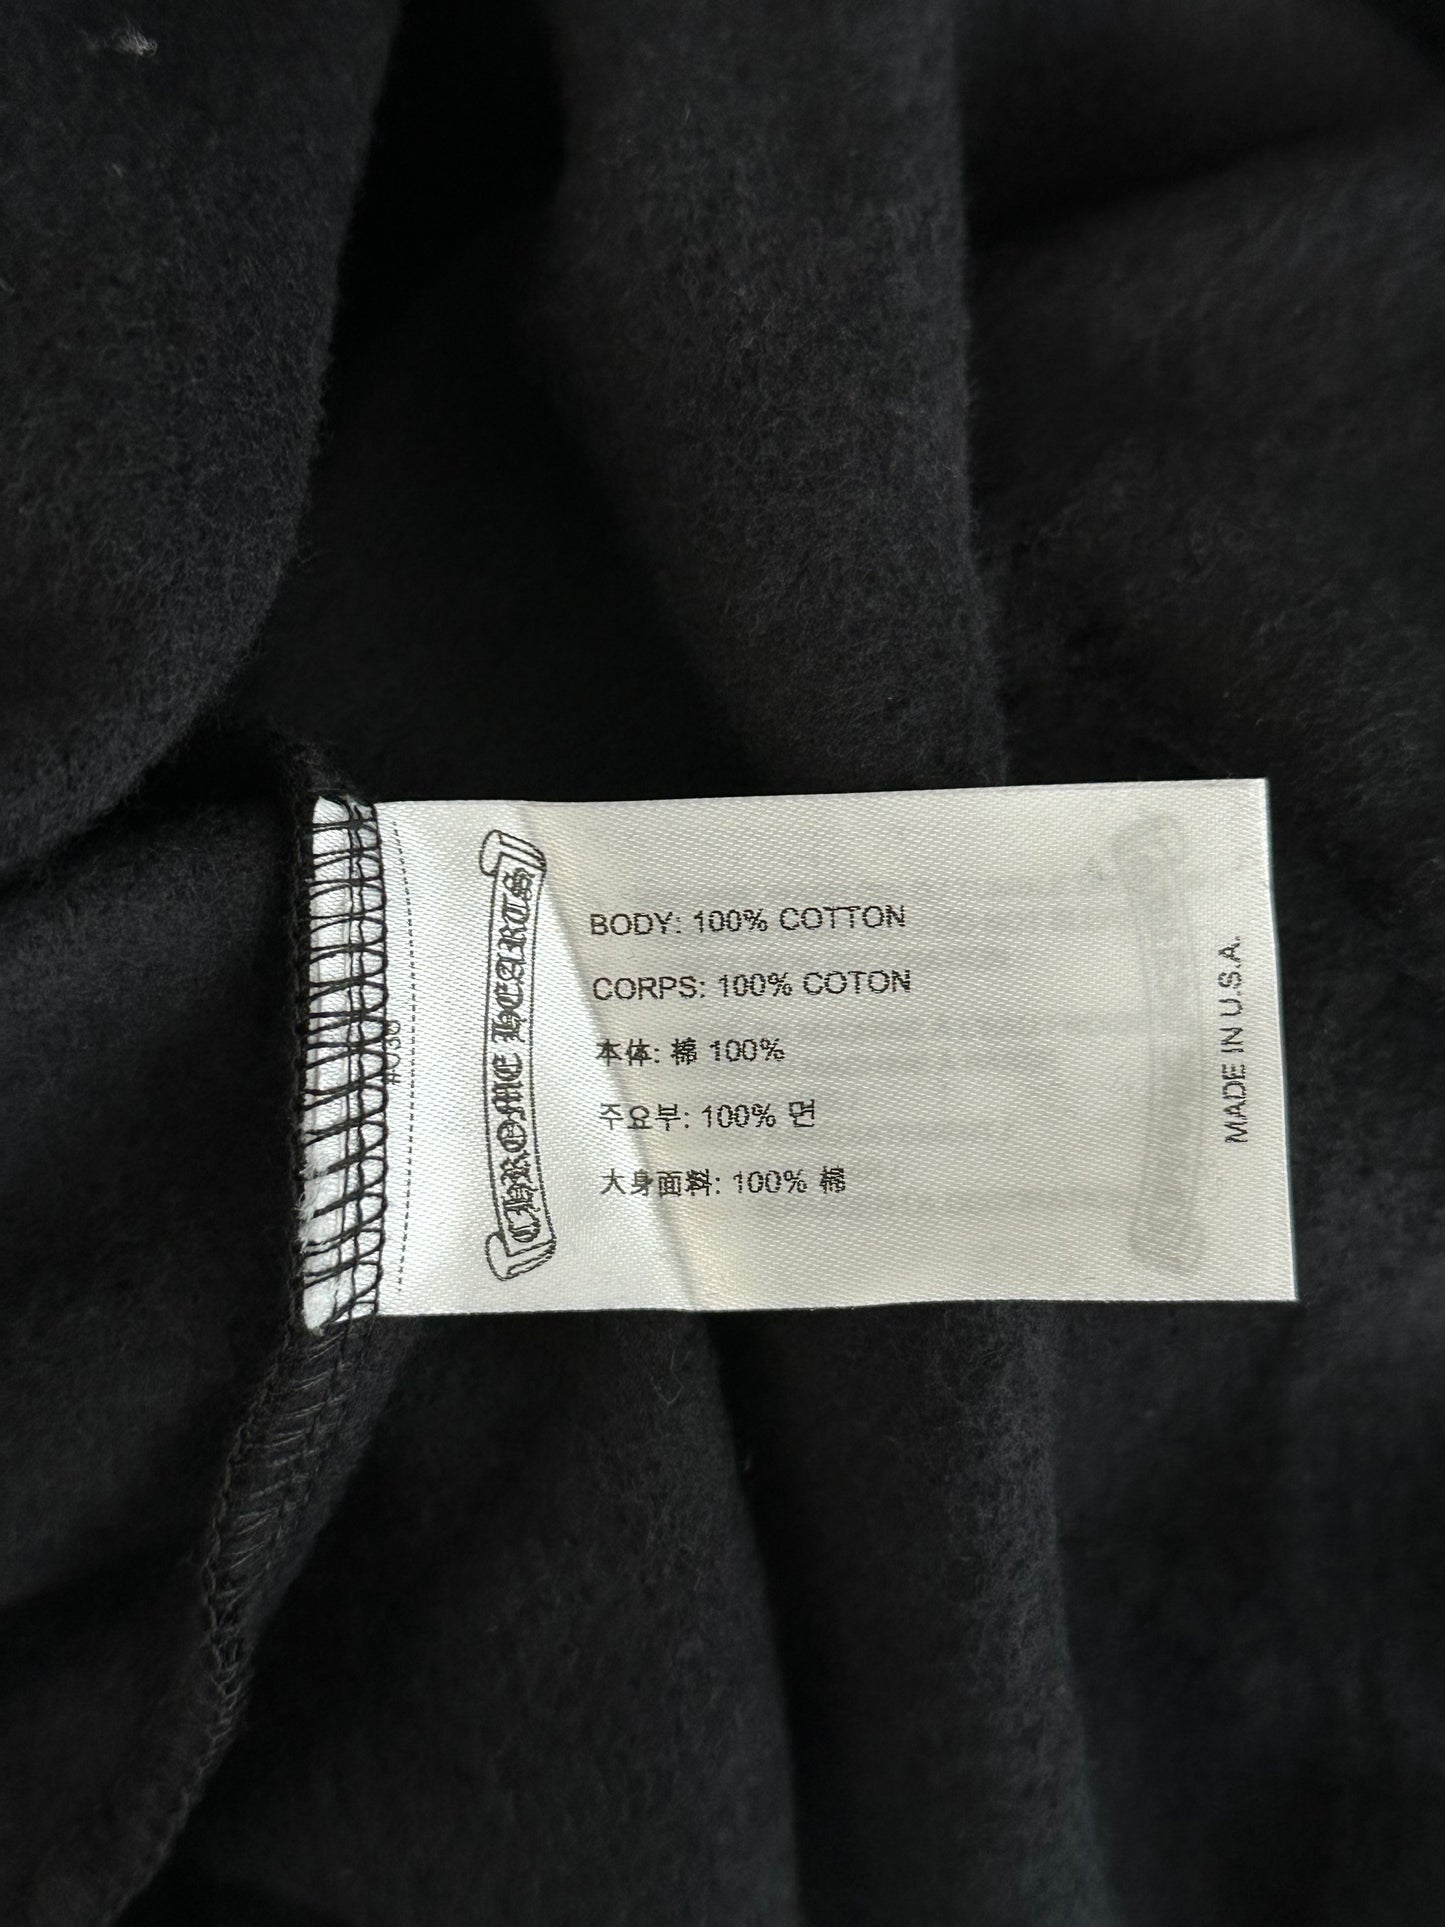 CHROME HEARTS
BODY: 100% COTTON
CORPS: 100% COTON
本体: 棉 100%
주요부: 100% 면
大身面料: 100% 棉
MADE IN U.S.A.